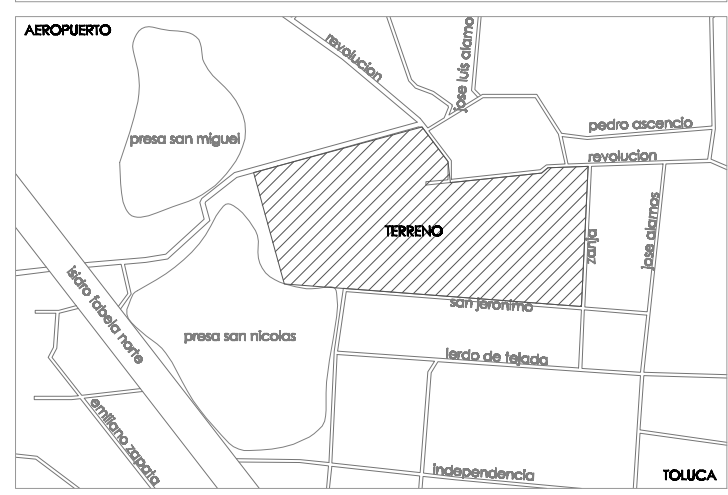 AEROPUERTO
revolucion
jose luis alamo
presa san miguel
pedro ascencio
revolucion
TERRENO
zanja
jose alamos
isidro fabela norte
san jeronimo
presa san nicolas
lerdo de tejada
emiliano zapata
independencia
TOLUCA